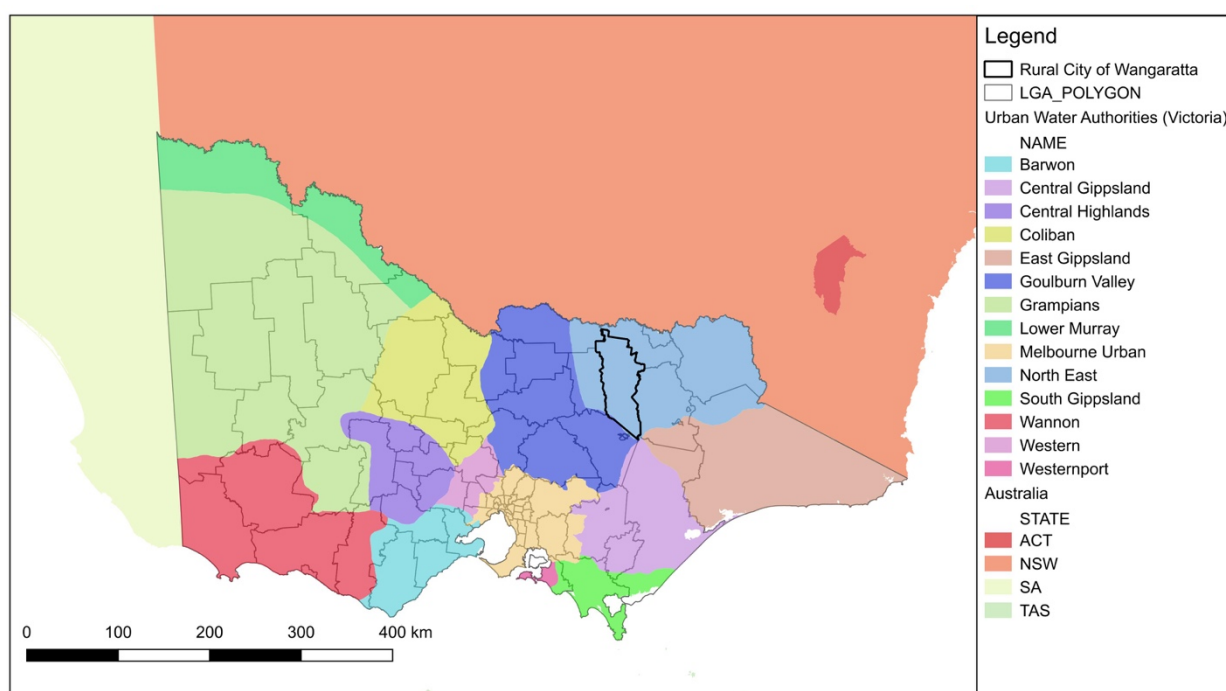 Legend
Rural City of Wangaratta
LGA_POLYGON
Urban Water Authorities (Victoria)
NAME
Barwon
Central Gippsland
Central Highlands
Coliban
East Gippsland
Goulburn Valley
Grampians
Lower Murray
Melbourne Urban
North East
South Gippsland
Wannon
Western
Westernport
Australia
STATE
ACT
NSW
SA
TAS
0 100 200 300 400 km